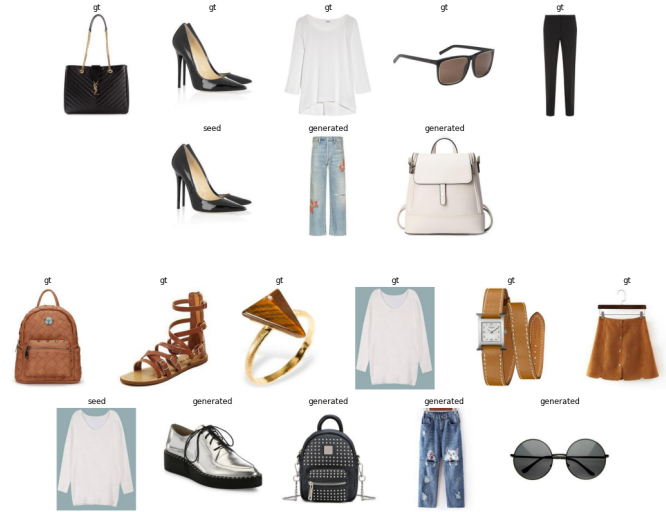 gt gt gt gt gt
seed generated generated
gt gt gt gt gt gt
seed generated generated generated generated